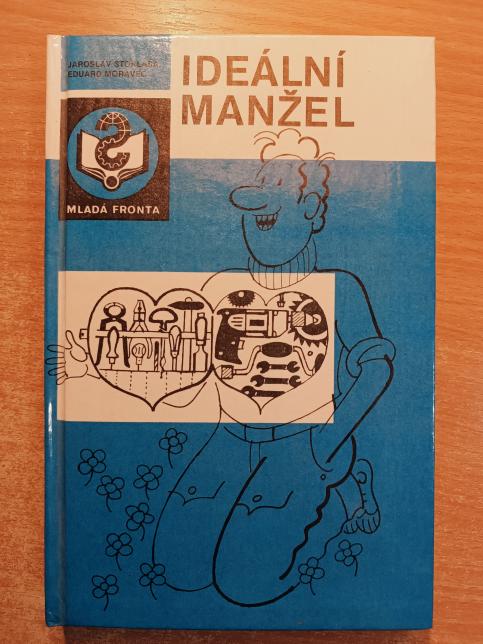 JAROSLAV STOKLASA
EDUARD MORAVEC
IDEÁLNÍ
MANŽEL
MLADÁ FRONTA